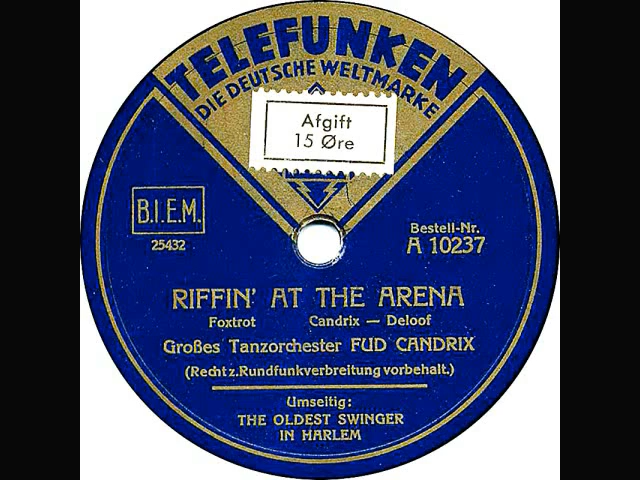 TELEFUNKEN
DIE DEUTSCHE WELTMARKE
Afgift
15 Øre
B.I.E.M.
25432
Bestell-Nr.
A 10237
RIFFIN' AT THE ARENA
Foxtrot Candrix — Deloof
Großes Tanzorchester FUD CANDRIX
(Recht z.Rundfunkverbreitung vorbehalt.)
Umseitig:
THE OLDEST SWINGER
IN HARLEM